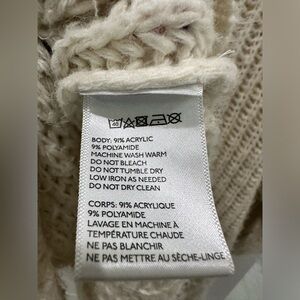 BODY: 91% ACRYLIC
9% POLYAMIDE
MACHINE WASH WARM
DO NOT BLEACH
DO NOT TUMBLE DRY
LOW IRON AS NEEDED
DO NOT DRY CLEAN
CORPS: 91% ACRYLIQUE
9% POLYAMIDE
LAVAGE EN MACHINE À
TEMPÉRATURE CHAUDE
NE PAS BLANCHIR
NE PAS METTRE AU SÈCHE-LINGE